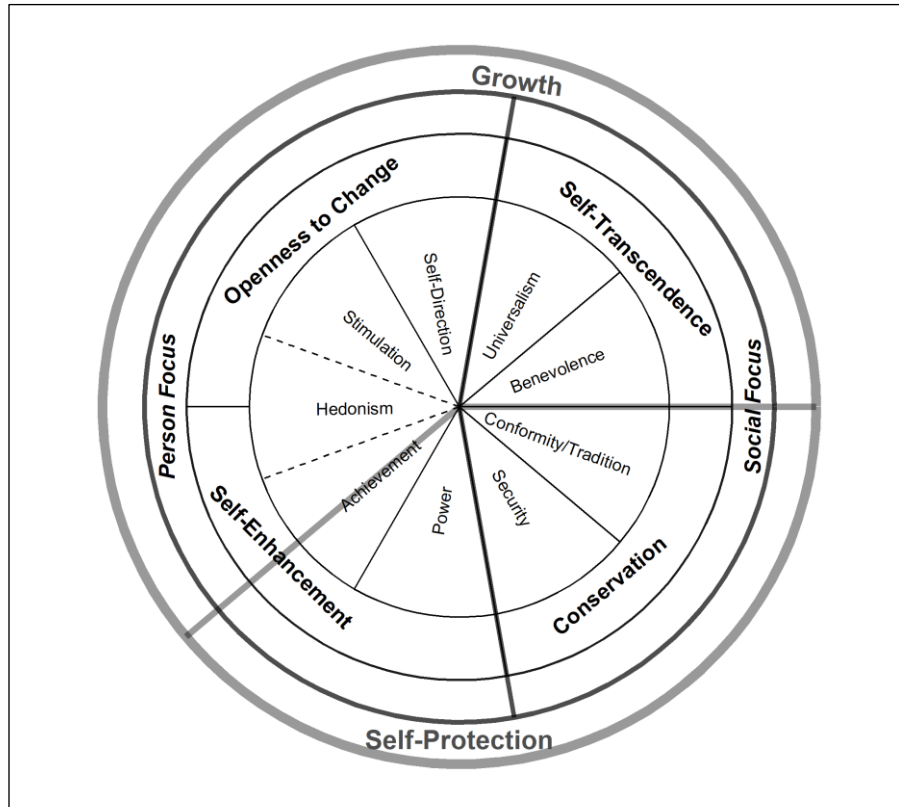 Growth
Openness to Change
Self-Transcendence
Self-Direction
Universalism
Stimulation
Benevolence
Person Focus
Hedonism
Social Focus
Conformity/Tradition
Achievement
Security
Power
Self-Enhancement
Conservation
Self-Protection